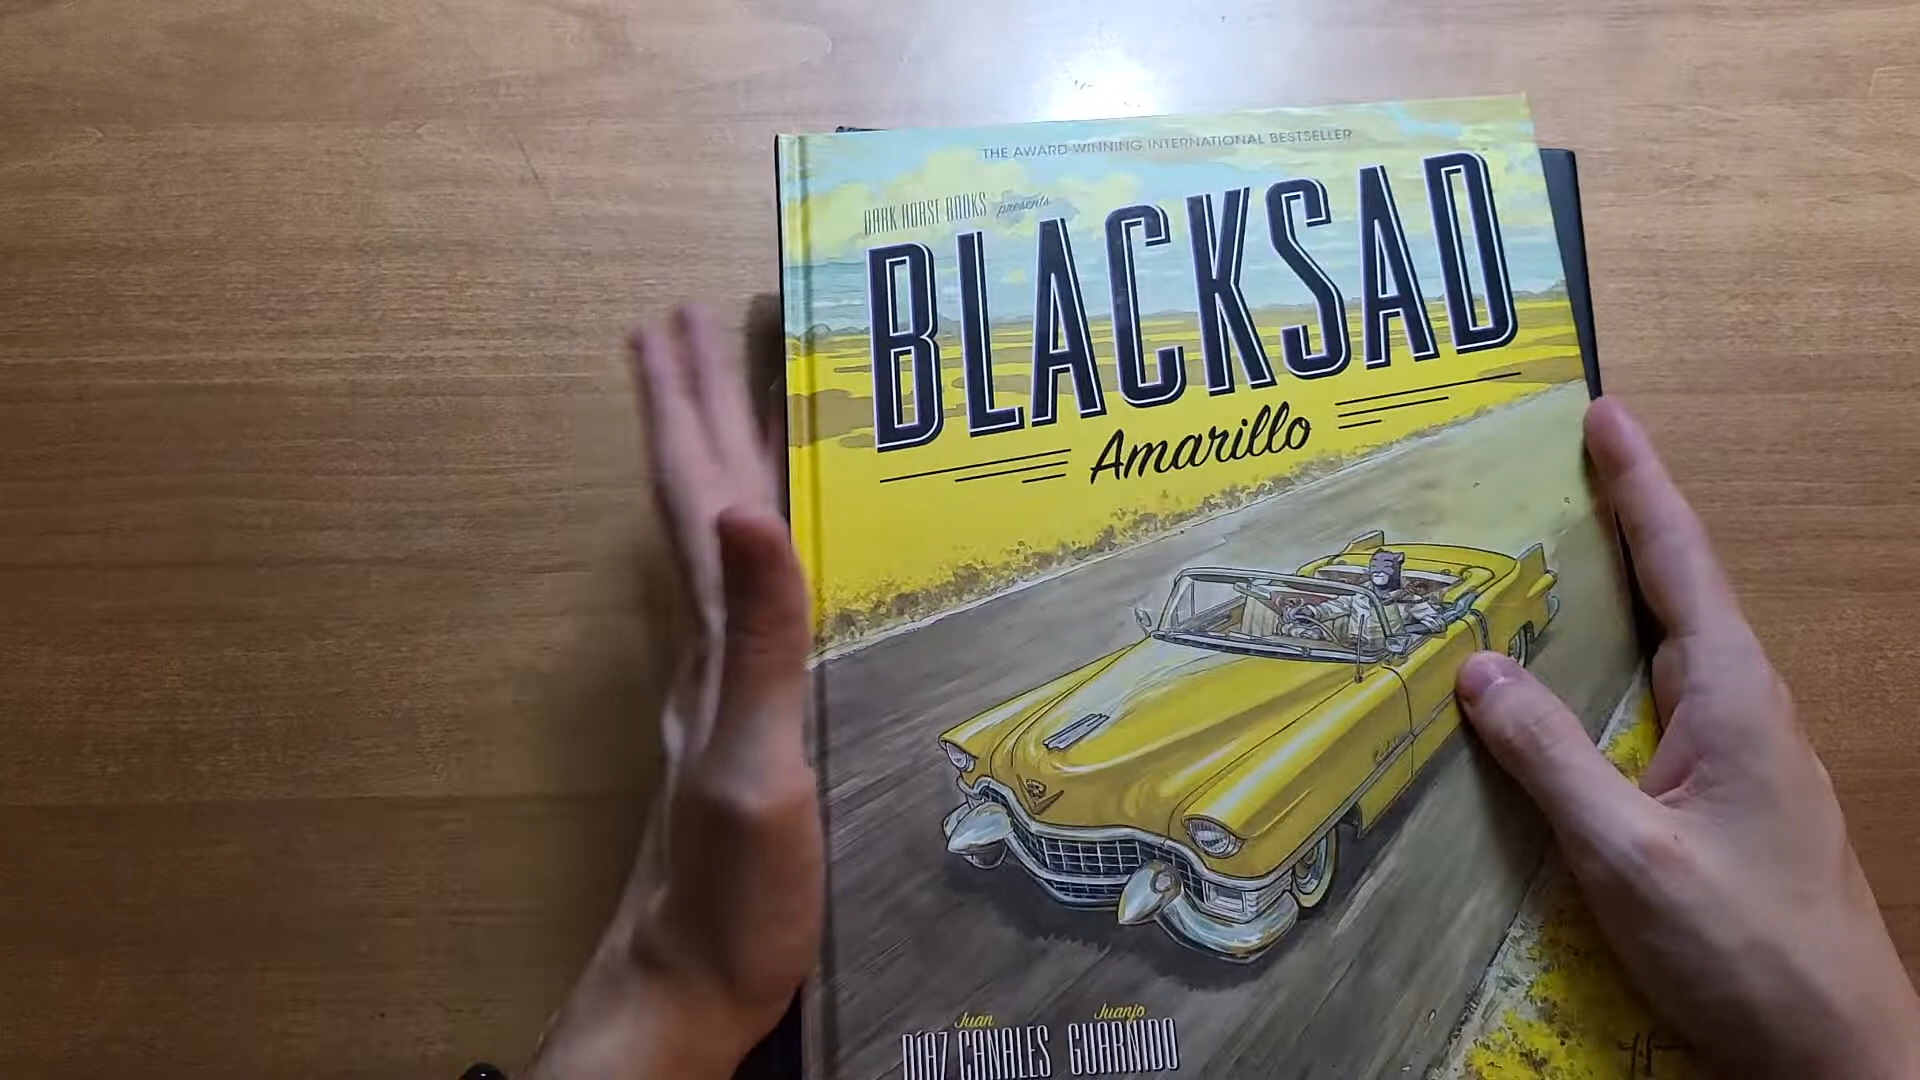 THE AWARD-WINNING INTERNATIONAL BESTSELLER
DARK HORSE BOOKS presents
BLACKSAD
Amarillo
Juan
DÍAZ CANALES
Juanjo
GUARNIDO